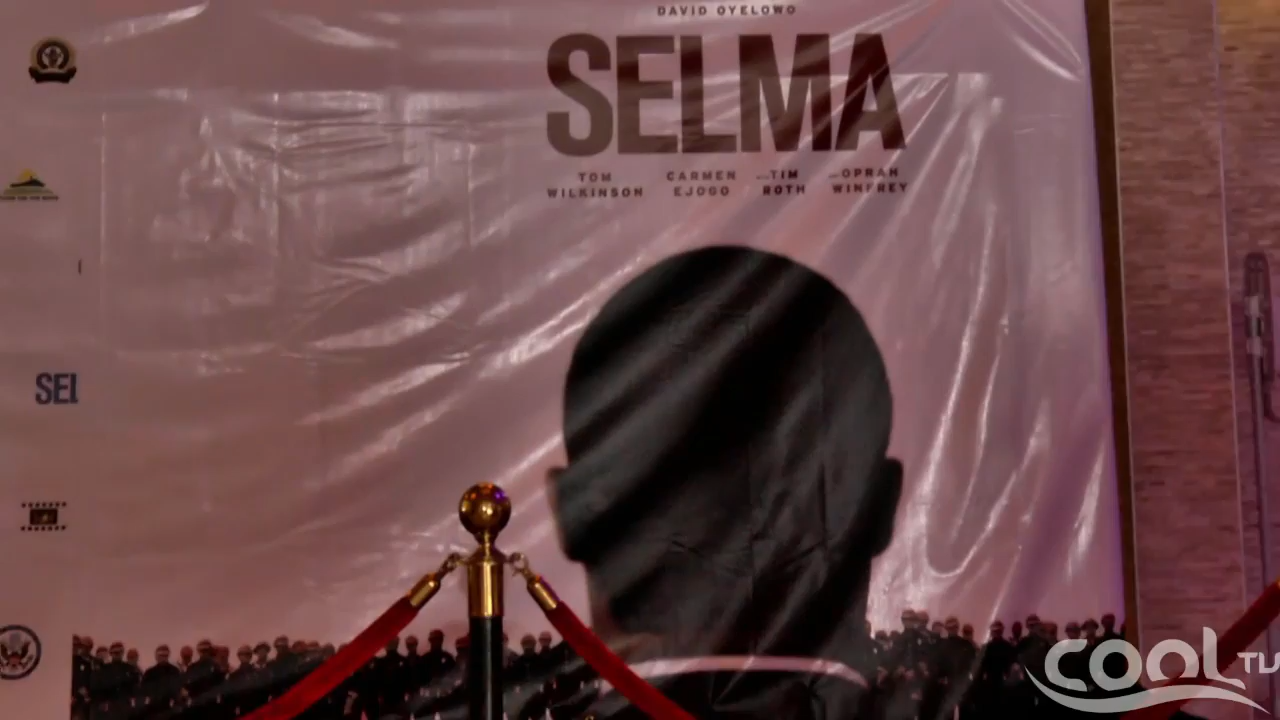 DAVID OYELOWO
SELMA
TOM WILKINSON
CARMEN EJOGO
TIM ROTH
OPRAH WINFREY
SEL
COOL TV